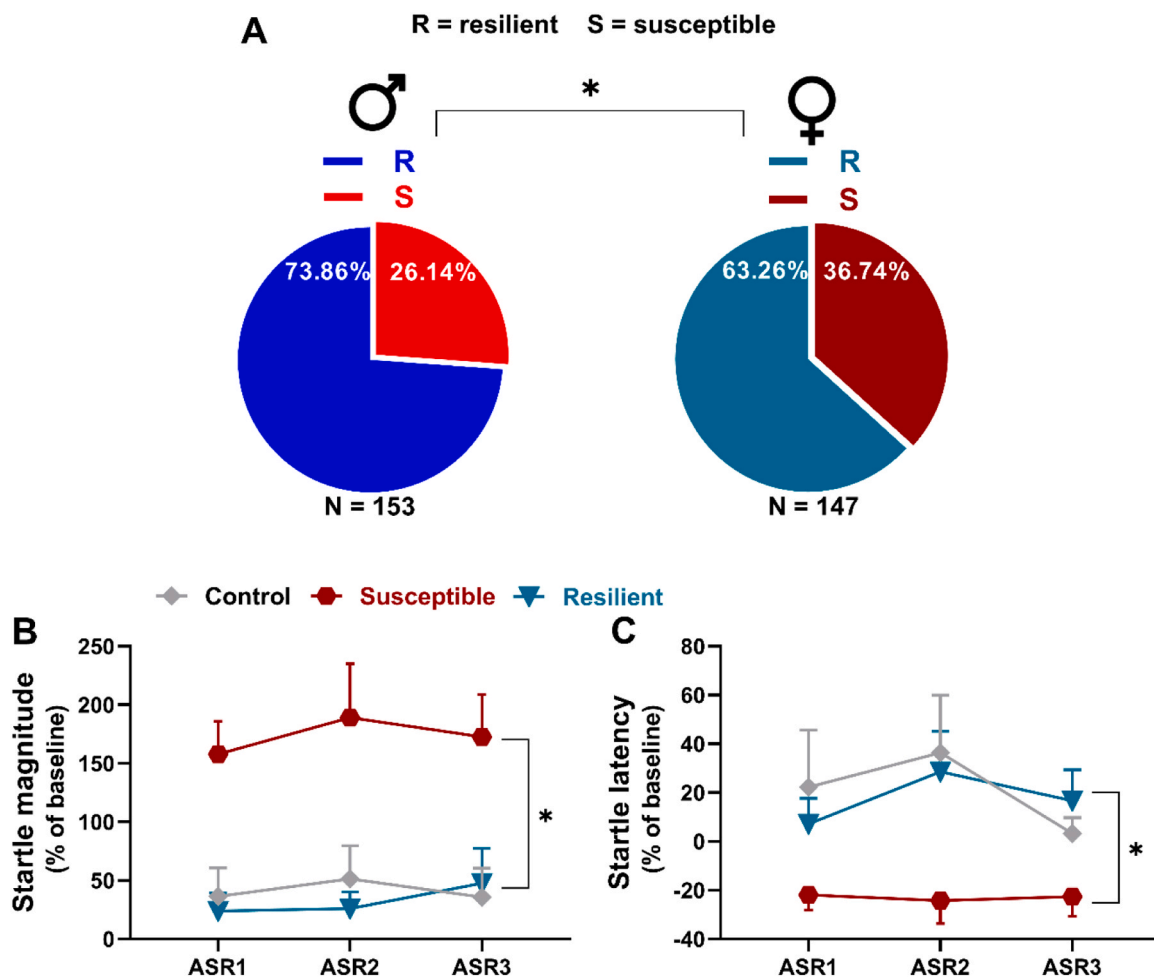 A
R = resilient S = susceptible
*
R
S
R
S
73.86% 26.14%
63.26% 36.74%
N = 153
N = 147
Control Susceptible Resilient
B
Startle magnitude
(% of baseline)
250
200
150
100
50
0
*
ASR1 ASR2 ASR3
C
Startle latency
(% of baseline)
80
60
40
20
0
-20
-40
*
ASR1 ASR2 ASR3